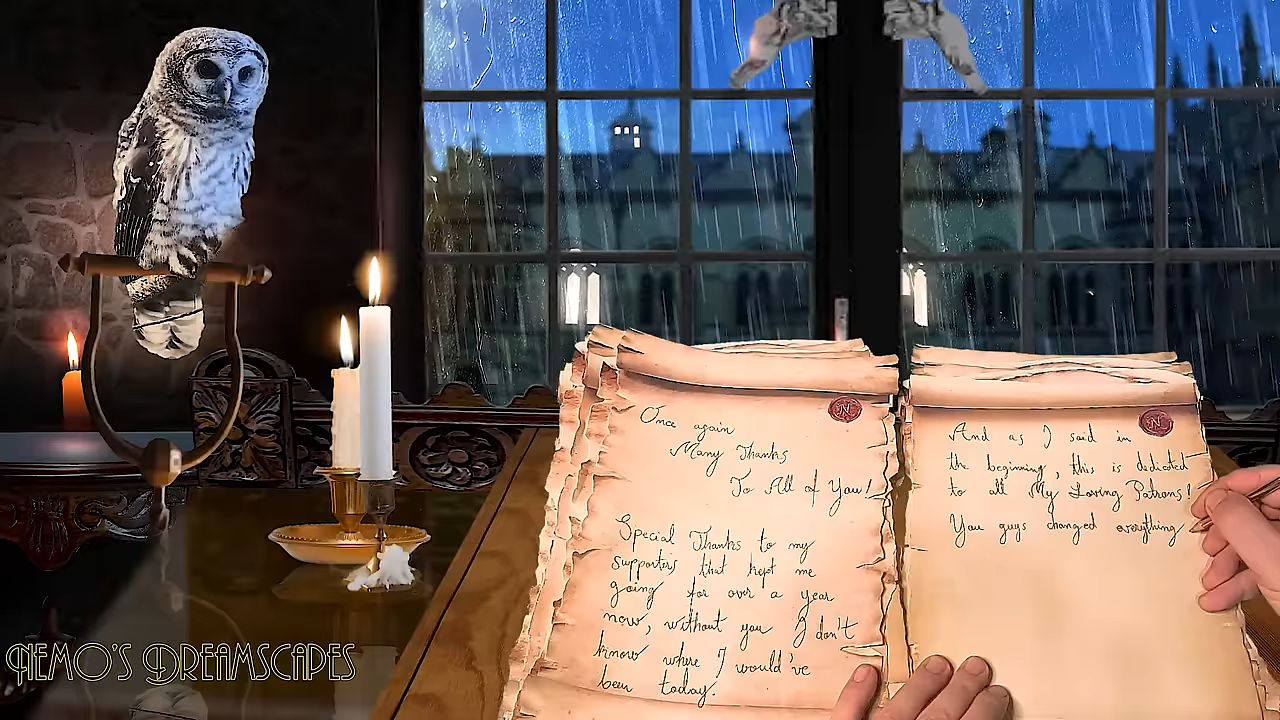 Once again
Many Thanks
To All of You!
Special Thanks to my
supporters that kept me
going for over a year
now, without you I don't
know where I would've
been today.
N
And as I said in
the beginning, this is dedicated
to all My Loving Patrons!
You guys changed everything
N
NEMO'S DREAMSCAPES